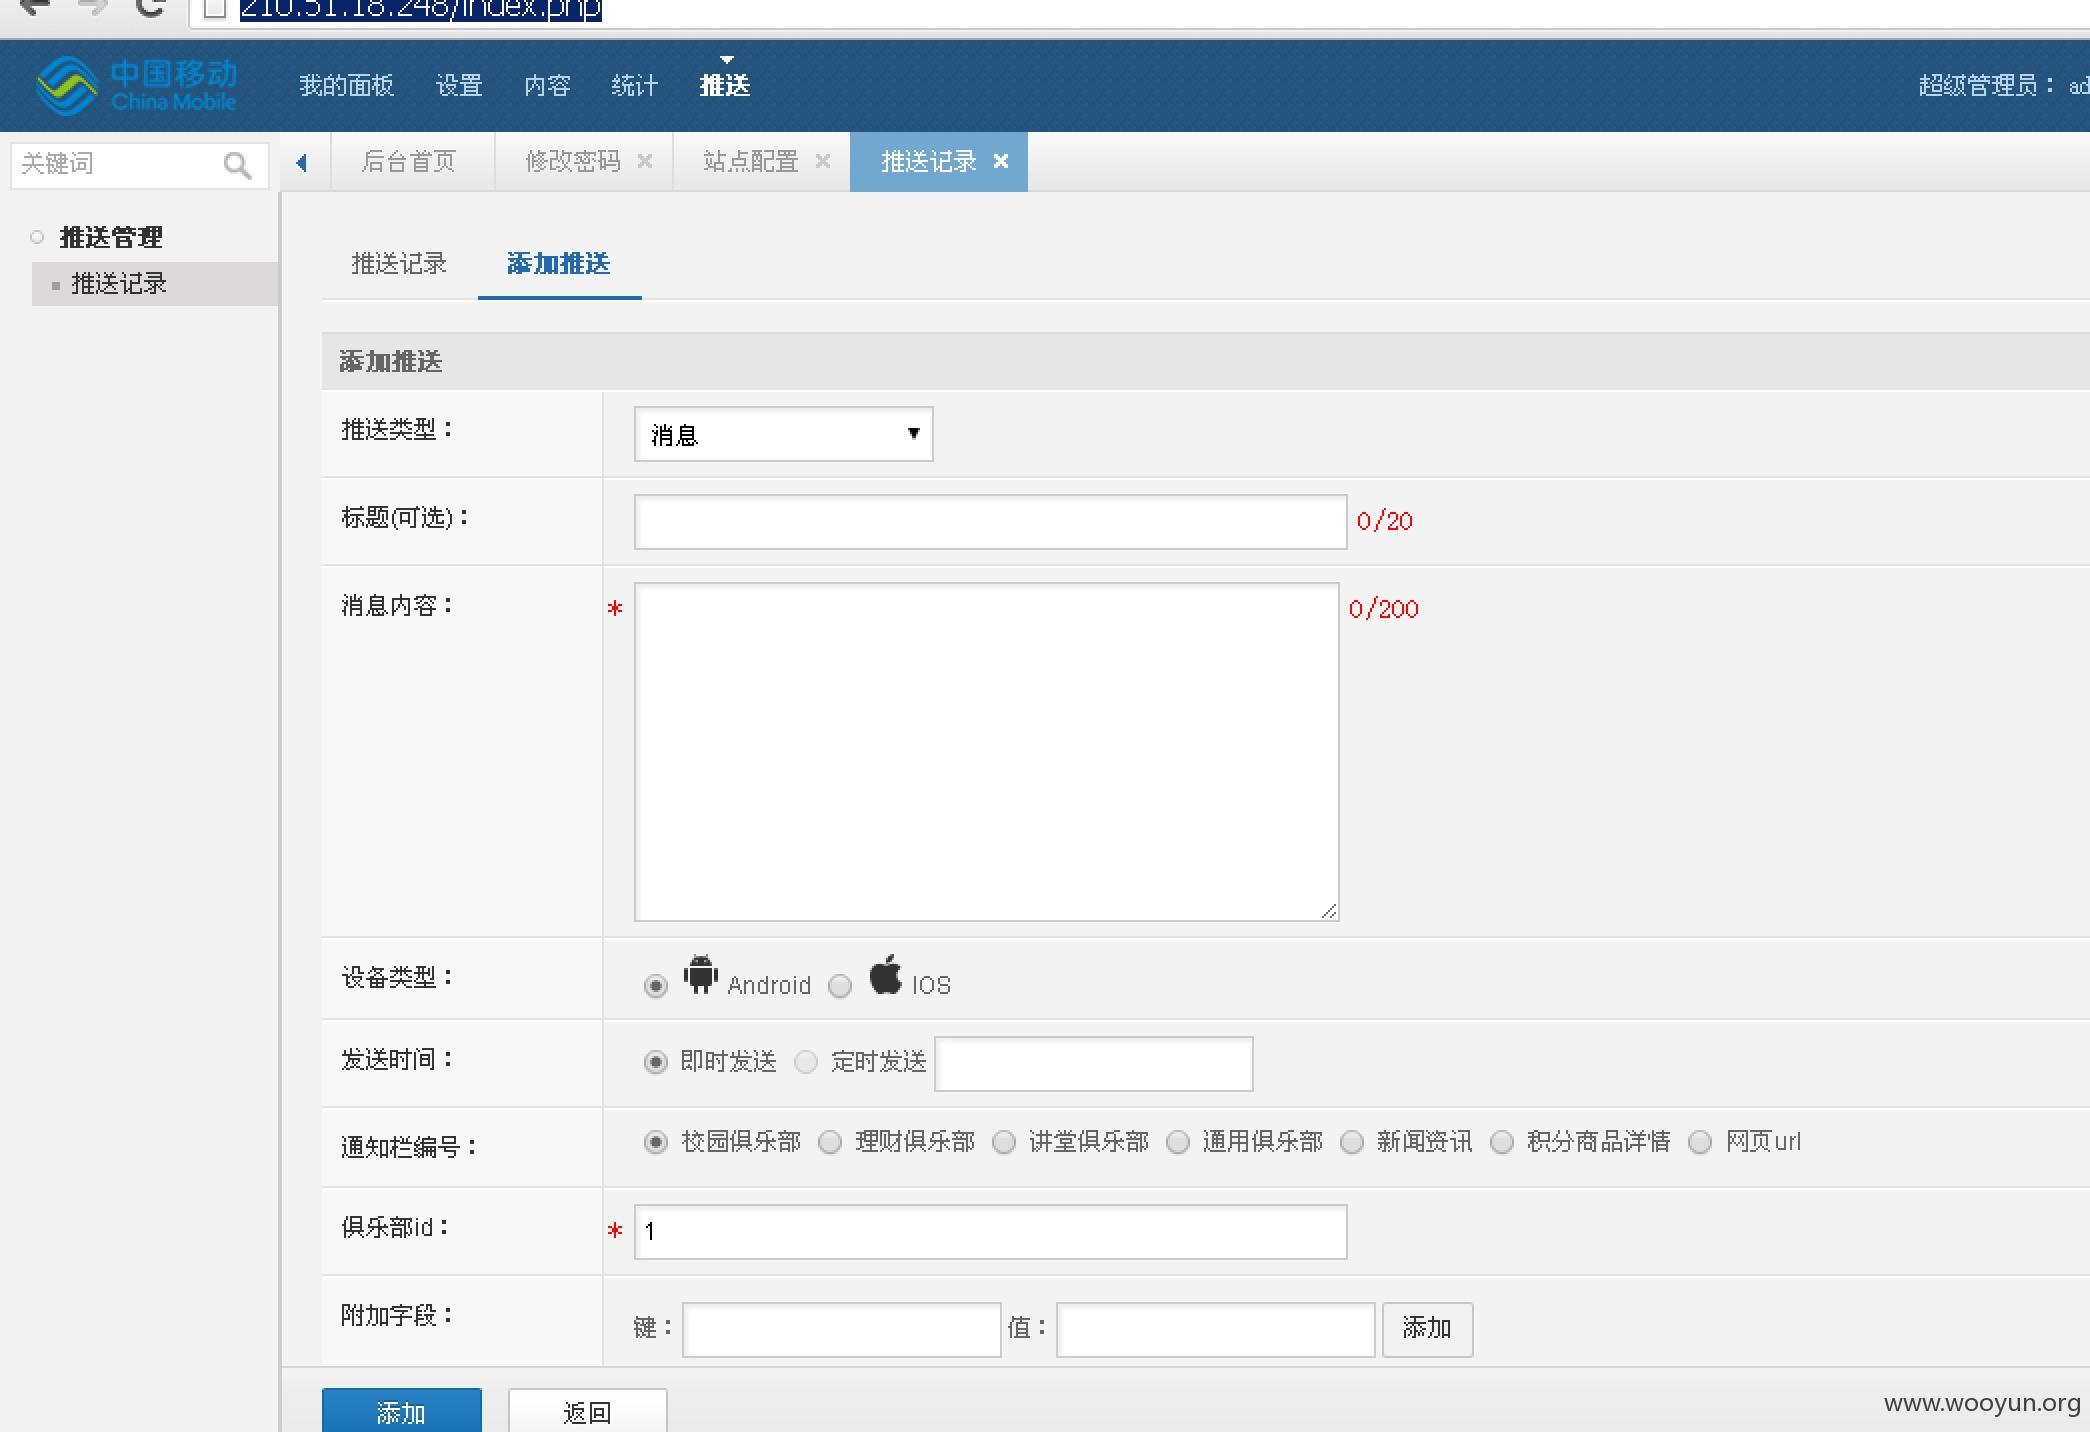 210.51.18.248/index.php
中国移动
China Mobile
我的面板 设置 内容 统计 推送
超级管理员： ad
关键词
后台首页 修改密码 站点配置 推送记录
推送管理
推送记录
推送记录 添加推送
添加推送
推送类型： 消息
标题(可选)： 0/20
消息内容： * 0/200
设备类型： Android IOS
发送时间： 即时发送 定时发送
通知栏编号： 校园俱乐部 理财俱乐部 讲堂俱乐部 通用俱乐部 新闻资讯 积分商品详情 网页url
俱乐部id： * 1
附加字段： 键： 值： 添加
添加 返回
www.wooyun.org